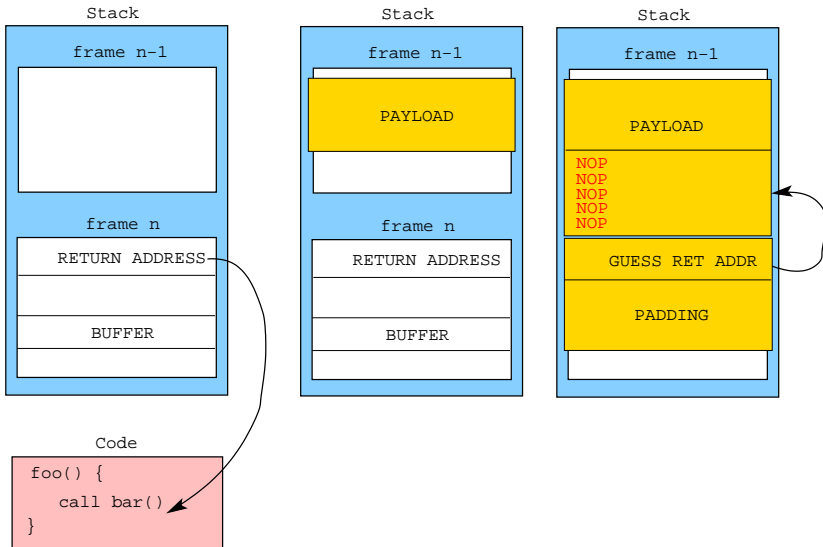 Stack
frame n-1
frame n
RETURN ADDRESS
BUFFER
Code
foo() {
call bar()
}
Stack
frame n-1
PAYLOAD
frame n
RETURN ADDRESS
BUFFER
Stack
frame n-1
PAYLOAD
NOP
NOP
NOP
NOP
NOP
GUESS RET ADDR
PADDING